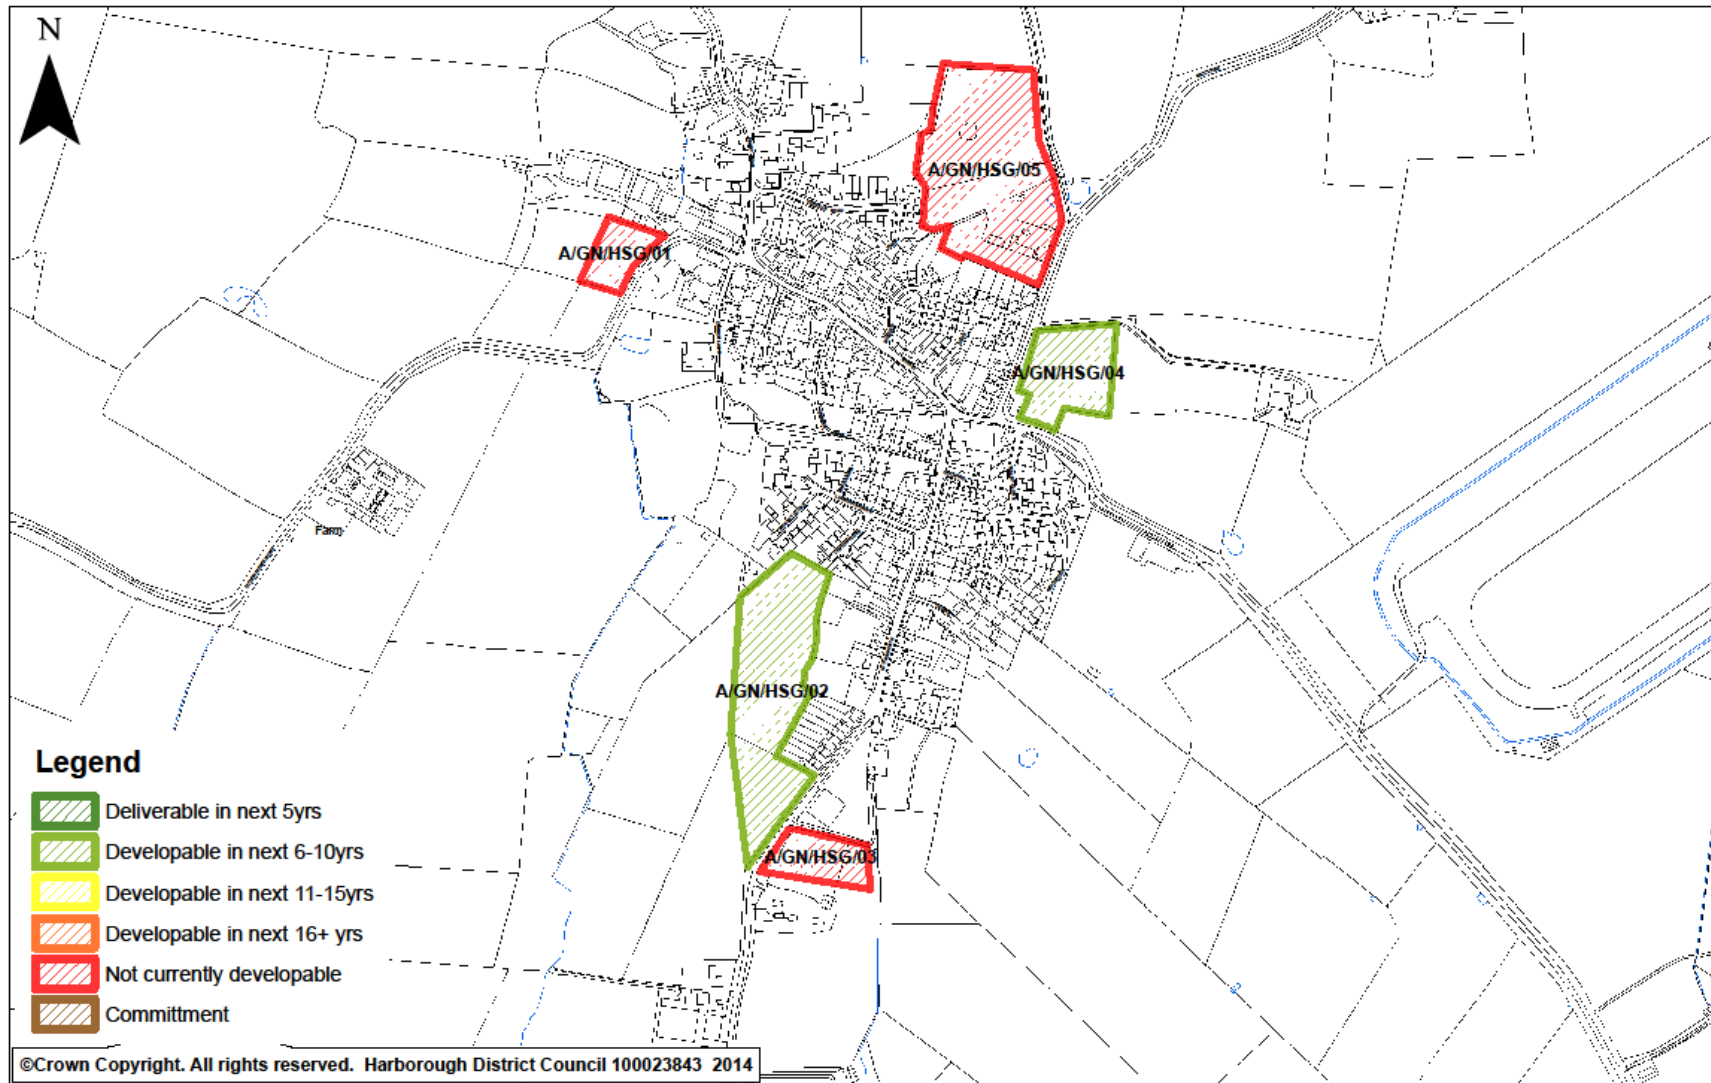 N
A/GN/HSG/05
A/GN/HSG/01
A/GN/HSG/04
Farm
A/GN/HSG/02
A/GN/HSG/03
Legend
Deliverable in next 5yrs
Developable in next 6-10yrs
Developable in next 11-15yrs
Developable in next 16+ yrs
Not currently developable
Committment
©Crown Copyright. All rights reserved. Harborough District Council 100023843 2014